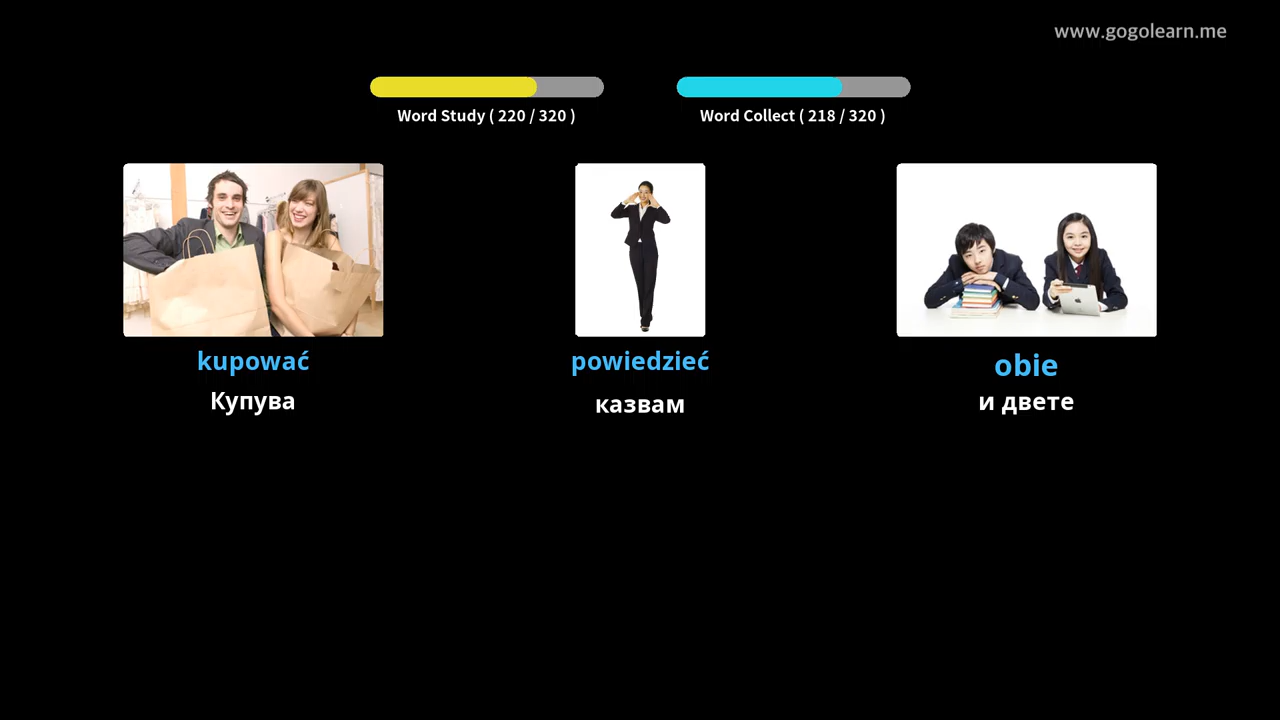 www.gogolearn.me
Word Study ( 220 / 320 )
Word Collect ( 218 / 320 )
kupować
powiedzieć
obie
Купува
казвам
и двете